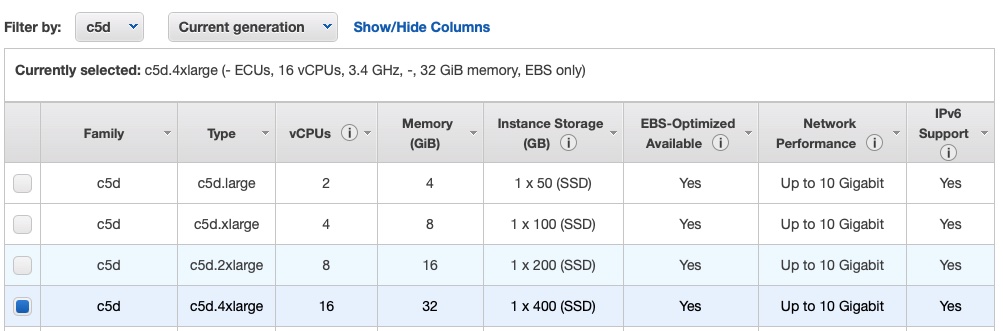 Filter by: c5d Current generation Show/Hide Columns
Currently selected: c5d.4xlarge (- ECUs, 16 vCPUs, 3.4 GHz, -, 32 GiB memory, EBS only)
Family Type vCPUs i Memory (GiB) Instance Storage (GB) i EBS-Optimized Available i Network Performance i IPv6 Support i
c5d c5d.large 2 4 1 x 50 (SSD) Yes Up to 10 Gigabit Yes
c5d c5d.xlarge 4 8 1 x 100 (SSD) Yes Up to 10 Gigabit Yes
c5d c5d.2xlarge 8 16 1 x 200 (SSD) Yes Up to 10 Gigabit Yes
c5d c5d.4xlarge 16 32 1 x 400 (SSD) Yes Up to 10 Gigabit Yes